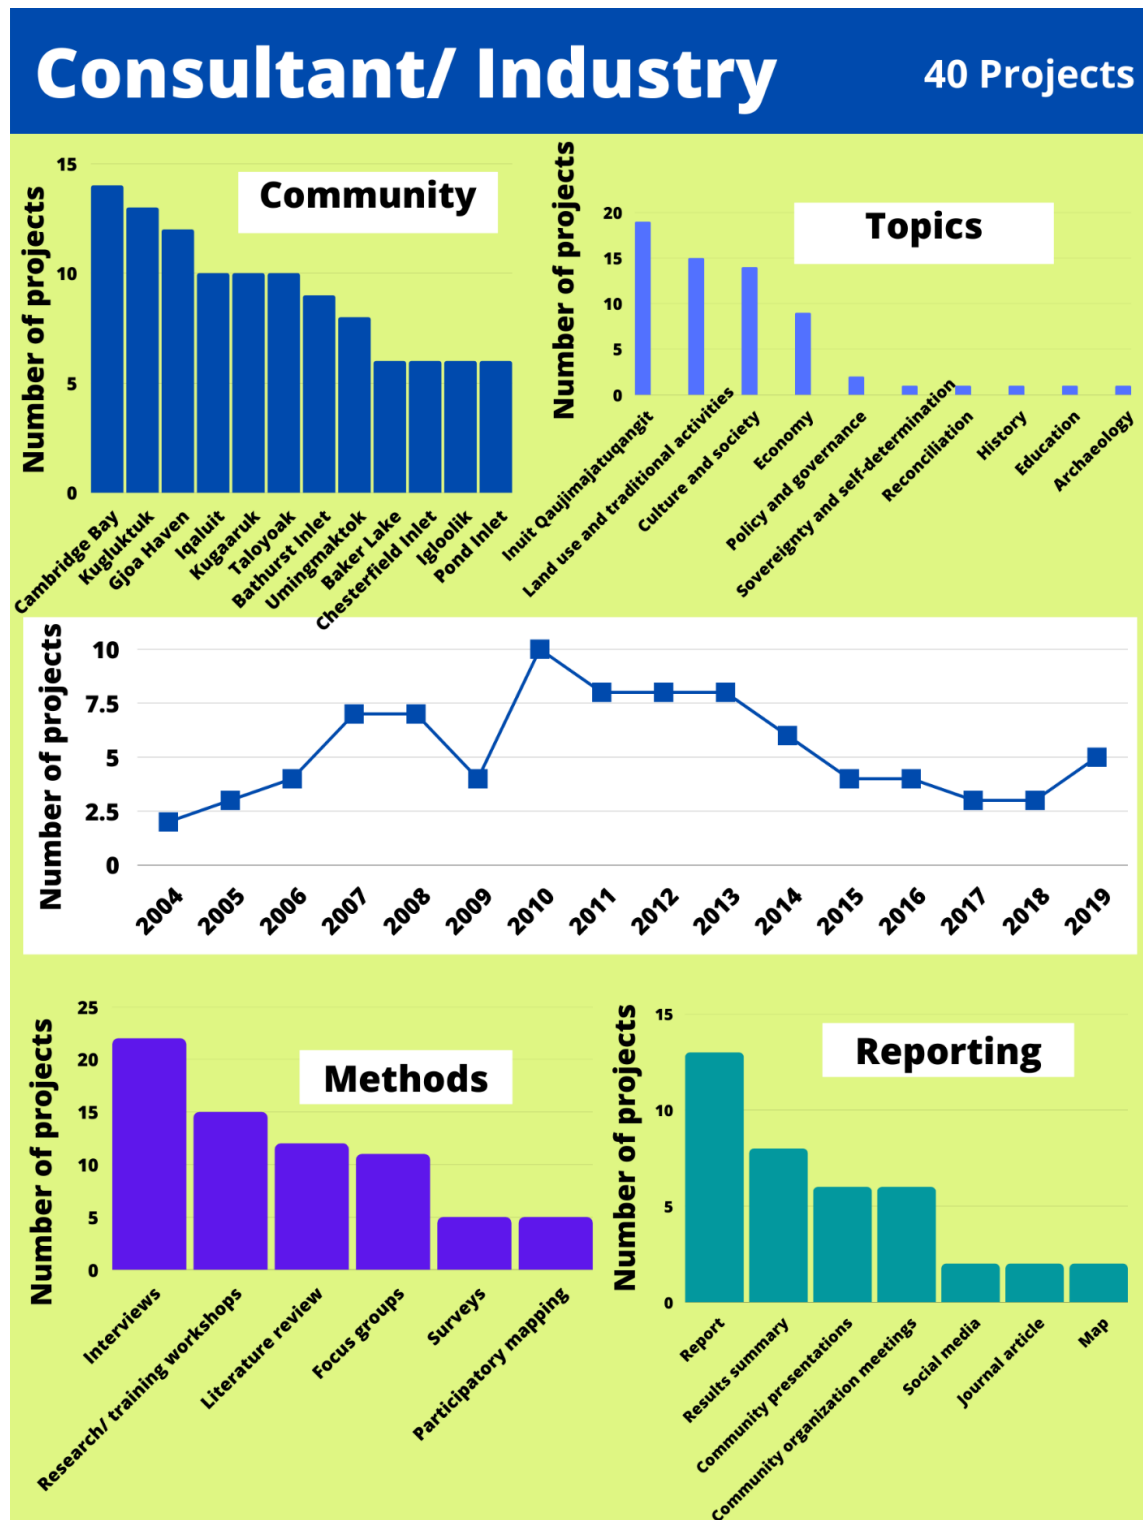 Consultant/ Industry
40 Projects
Community
Number of projects
15
10
5
0
Cambridge Bay
Kugluktuk
Gjoa Haven
Iqaluit
Kugaaruk
Taloyoak
Bathurst Inlet
Umingmaktok
Baker Lake
Chesterfield Inlet
Igloolik
Pond Inlet
Topics
Number of projects
20
15
10
5
0
Inuit Qaujimajatuqangit
Land use and traditional activities
Culture and society
Economy
Policy and governance
Sovereignty and self-determination
Reconciliation
History
Education
Archaeology
Number of projects
10
7.5
5
2.5
0
2004
2005
2006
2007
2008
2009
2010
2011
2012
2013
2014
2015
2016
2017
2018
2019
Methods
Number of projects
25
20
15
10
5
0
Interviews
Research/ training workshops
Literature review
Focus groups
Surveys
Participatory mapping
Reporting
Number of projects
15
10
5
0
Report
Results summary
Community presentations
Community organization meetings
Social media
Journal article
Map